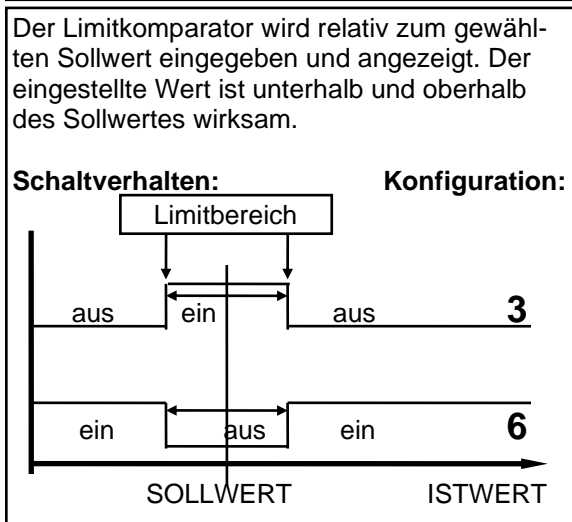 Der Limitkomparator wird relativ zum gewähl-
ten Sollwert eingegeben und angezeigt. Der
eingestellte Wert ist unterhalb und oberhalb
des Sollwertes wirksam.
Schaltverhalten: Konfiguration:
Limitbereich
aus ein aus 3
ein aus ein 6
SOLLWERT ISTWERT